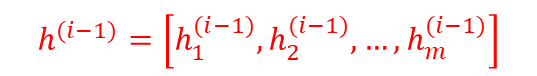 h^{(i-1)} = [h_1^{(i-1)}, h_2^{(i-1)}, ..., h_m^{(i-1)}]